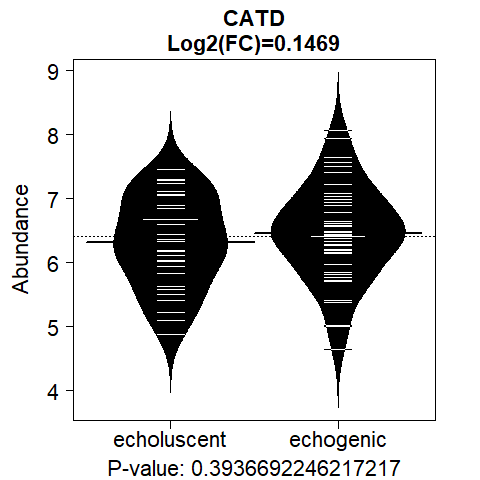 CATD
Log2(FC)=0.1469
9
8
7
6
5
4
Abundance
echoluscent echogenic
P-value: 0.3936692246217217